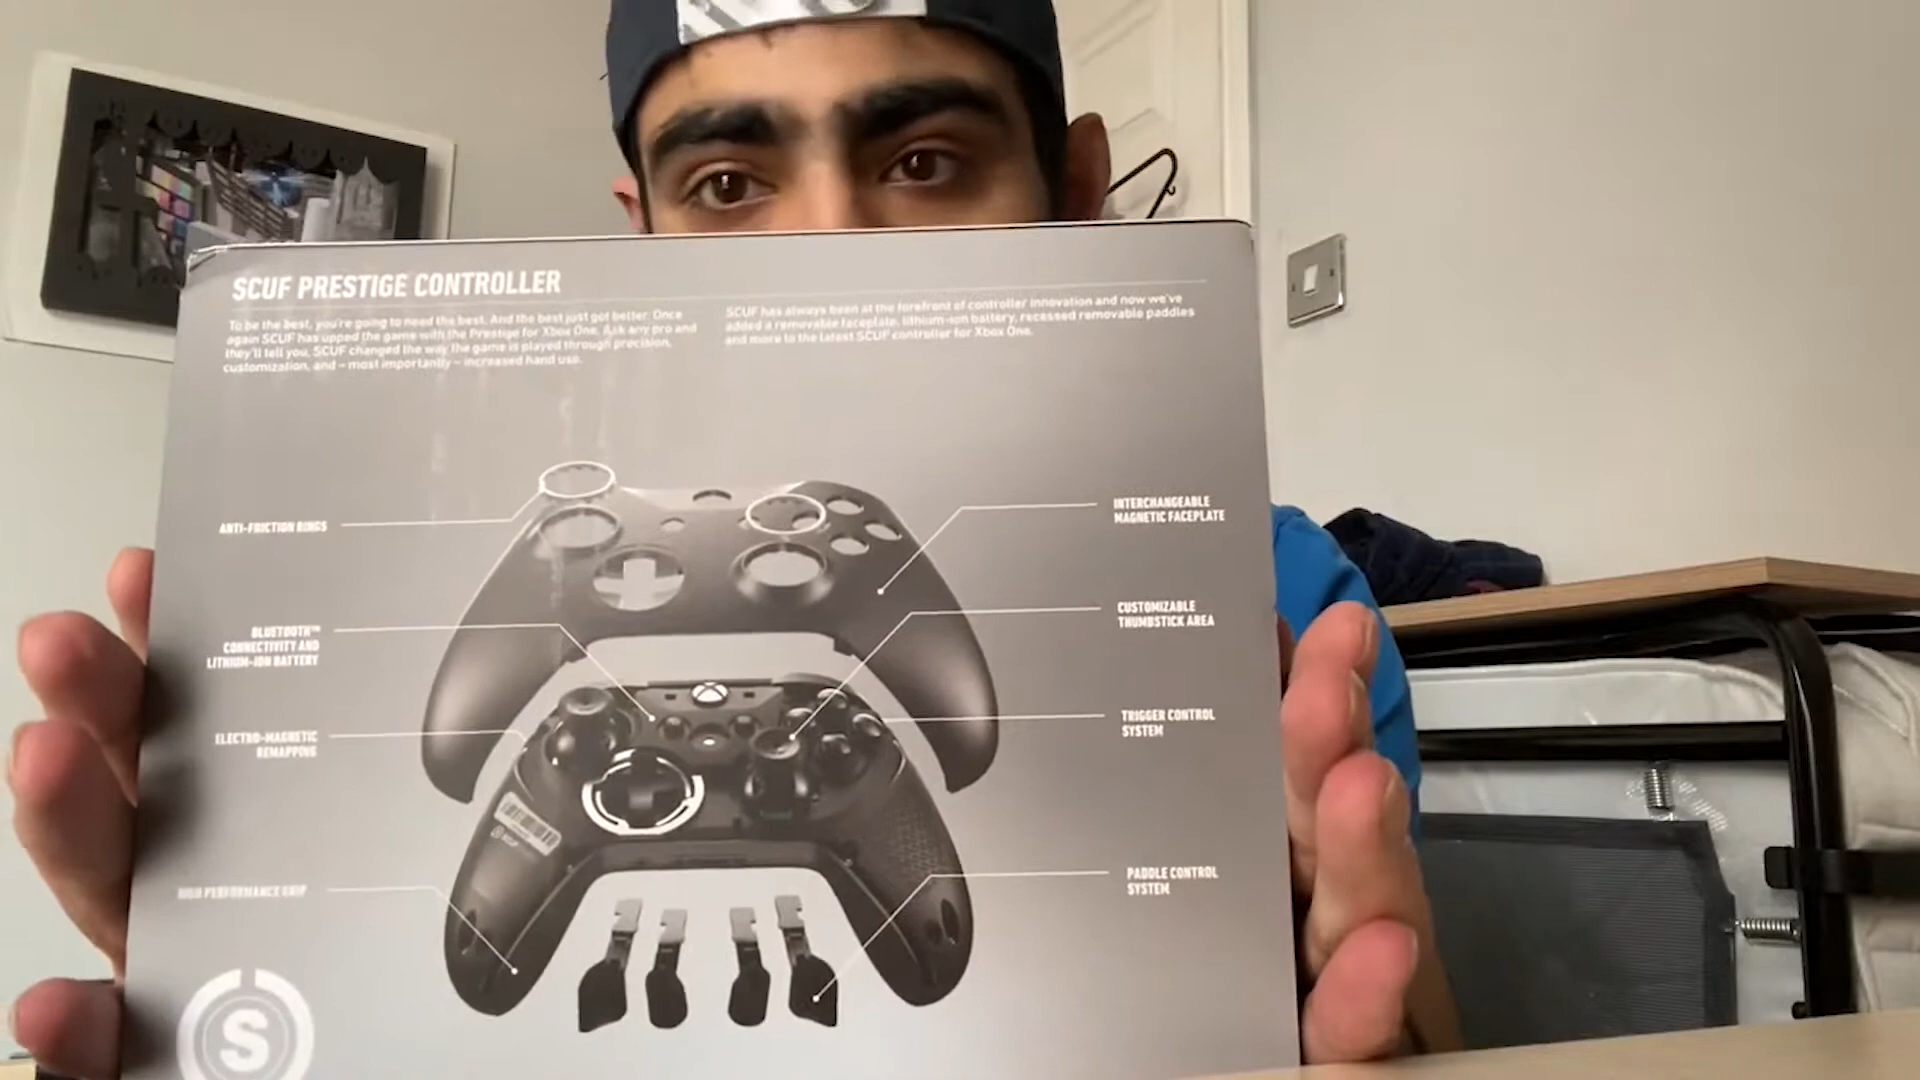 SCUF PRESTIGE CONTROLLER
To be the best, you're going to need the best. And the best just got better. Once
again SCUF has upped the game with the Prestige for Xbox One. Ask any pro and
they'll tell you, SCUF changed the way the game is played through precision,
customization, and – most importantly – increased hand use.
SCUF has always been at the forefront of controller innovation and now we've
added a removable faceplate, lithium-ion battery, recessed removable paddles
and more to the latest SCUF controller for Xbox One.
ANTI-FRICTION RINGS
BLUETOOTH™
CONNECTIVITY AND
LITHIUM-ION BATTERY
ELECTRO-MAGNETIC
REMAPPING
HIGH PERFORMANCE GRIP
INTERCHANGEABLE
MAGNETIC FACEPLATE
CUSTOMIZABLE
THUMBSTICK AREA
TRIGGER CONTROL
SYSTEM
PADDLE CONTROL
SYSTEM
SCUF
S